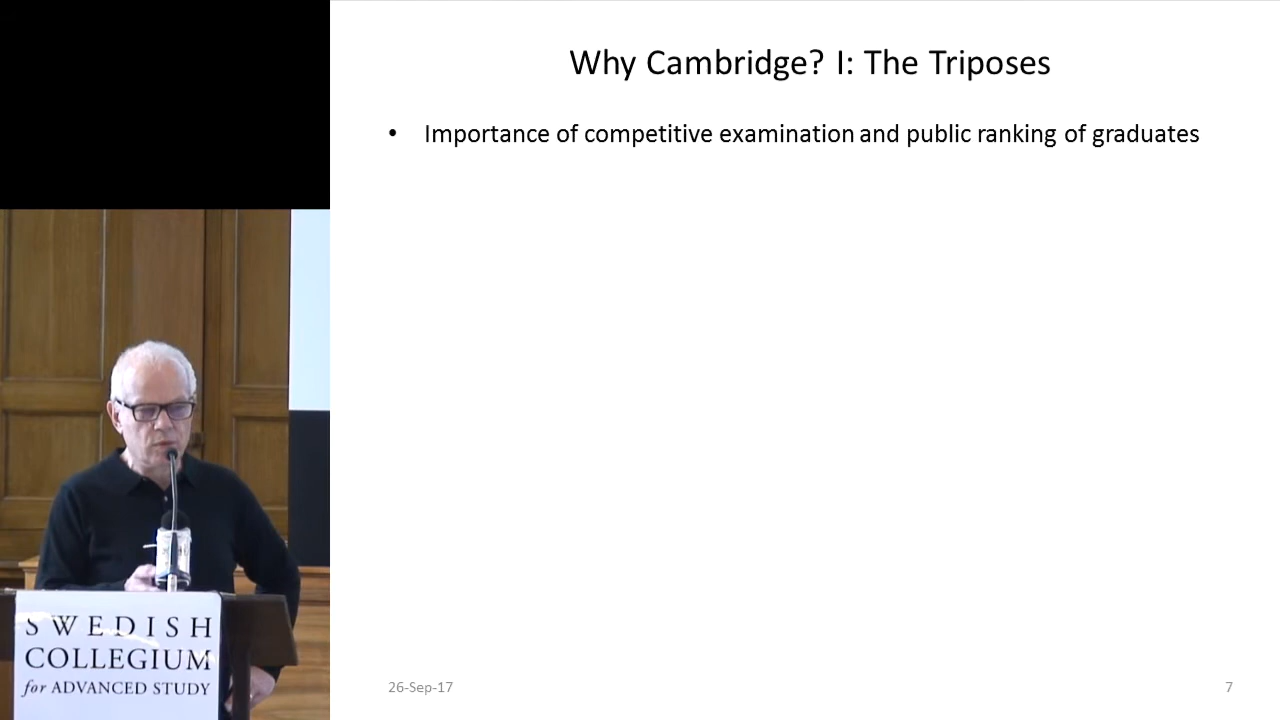 Why Cambridge? I: The Triposes
• Importance of competitive examination and public ranking of graduates
SWEDISH
COLLEGIUM
for ADVANCED STUDY
26-Sep-17
7